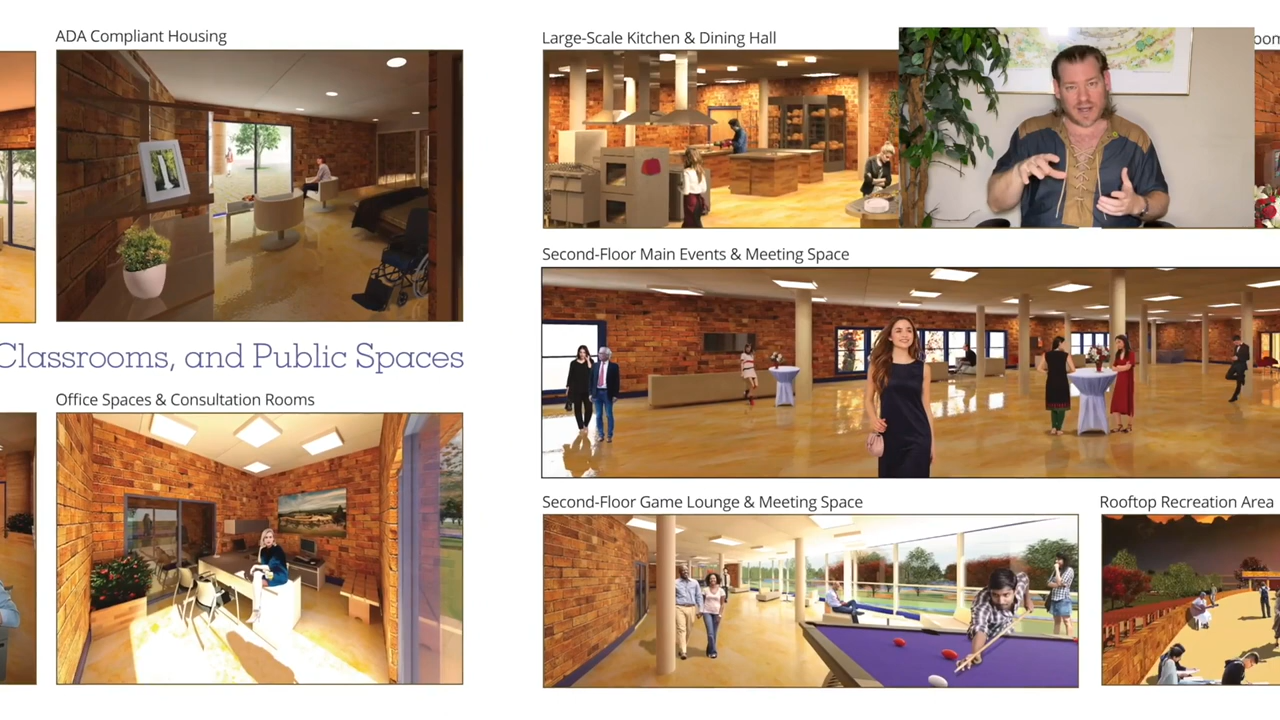 ADA Compliant Housing
Large-Scale Kitchen & Dining Hall
Second-Floor Main Events & Meeting Space
Classrooms, and Public Spaces
Office Spaces & Consultation Rooms
Second-Floor Game Lounge & Meeting Space
Rooftop Recreation Area